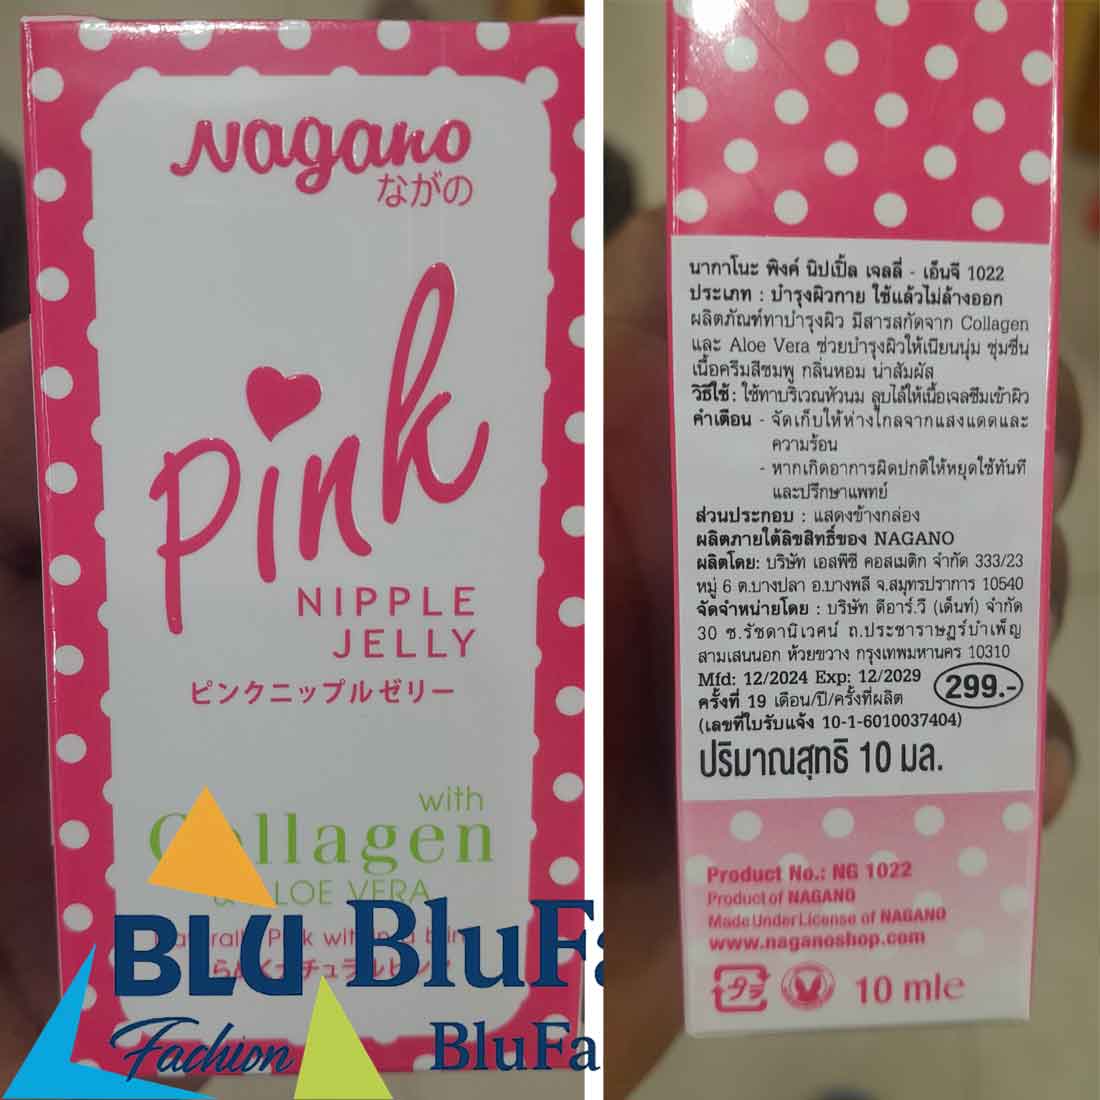 Nagano
ながの
Pink
NIPPLE
JELLY
ピンクニップルゼリー
with
Collagen
& ALOE VERA
BLU
Fachion
BluFa
BluFa
นากาโนะ พิงค์ นิปเปิ้ล เจลลี่ - เอ็นจี 1022
ประเภท : บำรุงผิวกาย ใช้แล้วไม่ล้างออก
ผลิตภัณฑ์ทาบำรุงผิว มีสารสกัดจาก Collagen
และ Aloe Vera ช่วยบำรุงผิวให้เนียนนุ่ม ชุ่มชื่น
เนื้อครีมสีชมพู กลิ่นหอม น่าสัมผัส
วิธีใช้ : ใช้ทาบริเวณหัวนม ลูบไล้ให้เนื้อเจลซึมเข้าผิว
คำเตือน - จัดเก็บให้ห่างไกลจากแสงแดดและ
ความร้อน
- หากเกิดอาการผิดปกติให้หยุดใช้ทันที
และปรึกษาแพทย์
ส่วนประกอบ : แสดงข้างกล่อง
ผลิตภายใต้ลิขสิทธิ์ของ NAGANO
ผลิตโดย: บริษัท เอสพีซี คอสเมติก จำกัด 333/23
หมู่ 6 ต.บางปลา อ.บางพลี จ.สมุทรปราการ 10540
จัดจำหน่ายโดย : บริษัท ดีอาร์.วี (เด็นท์) จำกัด
30 ซ.รัชดานิเวศน์ ถ.ประชาราษฎร์บำเพ็ญ
สามเสนนอก ห้วยขวาง กรุงเทพมหานคร 10310
Mfd: 12/2024 Exp: 12/2029
299.-
ครั้งที่ 19 เดือน/ปี/ครั้งที่ผลิต
(เลขที่ใบรับแจ้ง 10-1-6010037404)
ปริมาณสุทธิ 10 มล.
Product No.: NG 1022
Product of NAGANO
Made Under License of NAGANO
www.naganoshop.com
10 mle